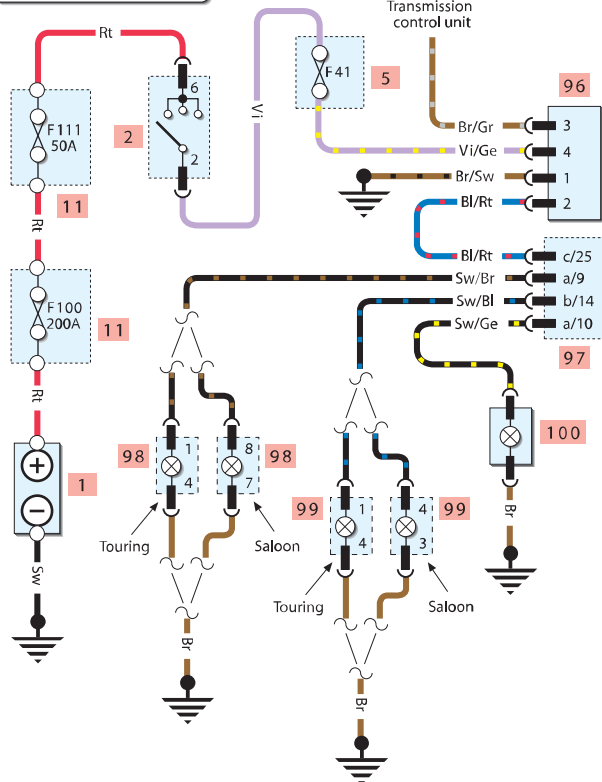 Transmission
control unit
Rt
F 41
5
96
6
F 111
50A
2
Vi
2
11
Br/Gr
3
Vi/Ge
4
Br/Sw
1
Bl/Rt
2
Rt
Bl/Rt
c/25
Sw/Br
a/9
Sw/Bl
b/14
Sw/Ge
a/10
F100
200A
11
97
Rt
100
98
1
4
8
7
98
1
99
1
4
4
3
99
Br
Touring
Saloon
Sw
Touring
Saloon
Br
Br